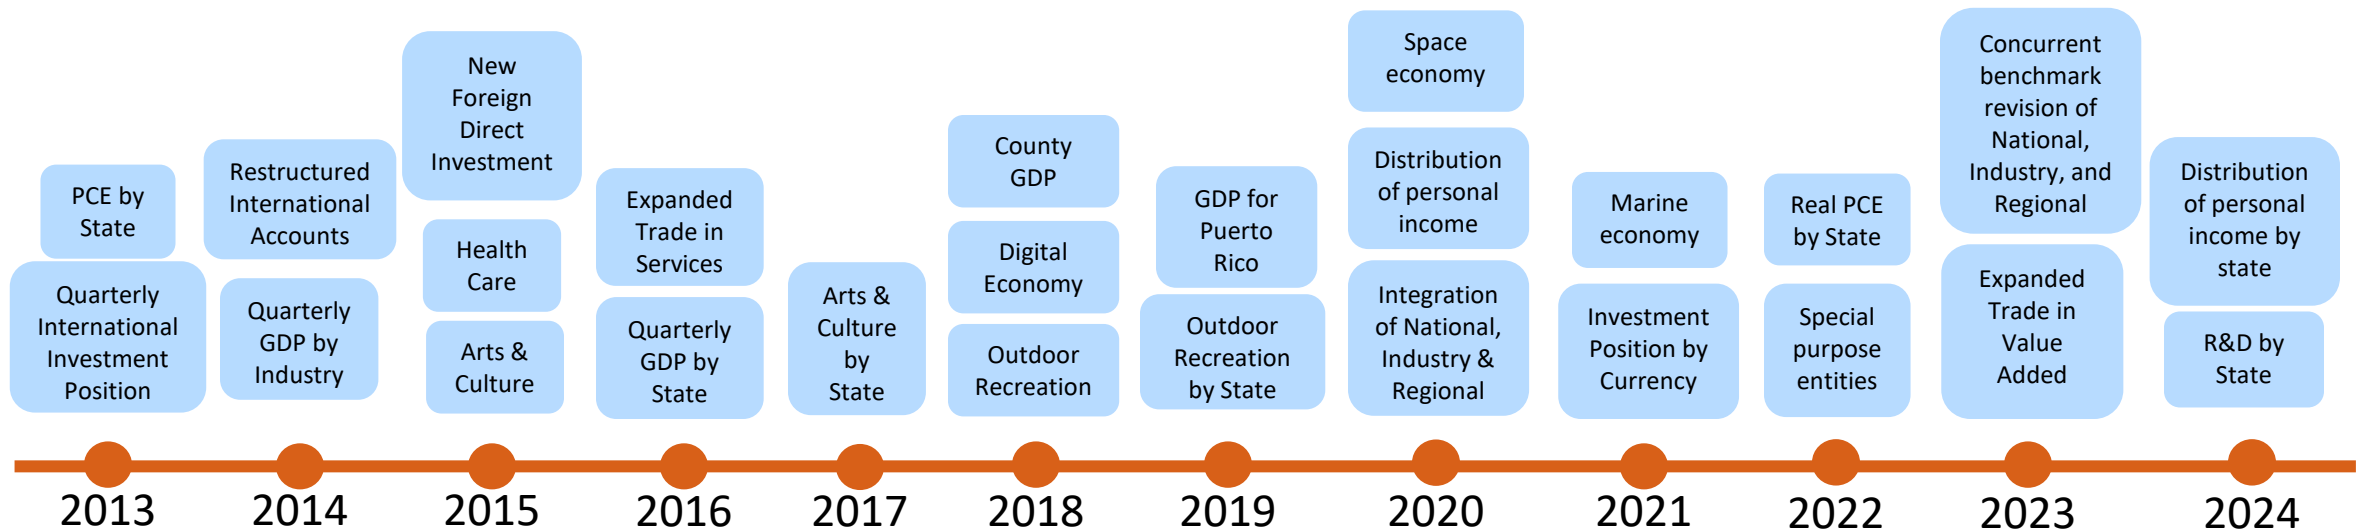 PCE by
State
Quarterly
International
Investment
Position
2013
Restructured
International
Accounts
Quarterly
GDP by
Industry
2014
New
Foreign
Direct
Investment
Health
Care
Arts &
Culture
2015
Expanded
Trade in
Services
Quarterly
GDP by
State
2016
Arts &
Culture
by
State
2017
County
GDP
Digital
Economy
Outdoor
Recreation
2018
GDP for
Puerto
Rico
Outdoor
Recreation
by State
2019
Space
economy
Distribution
of personal
income
Integration
of National,
Industry &
Regional
2020
Marine
economy
Investment
Position by
Currency
2021
Real PCE
by State
Special
purpose
entities
2022
Concurrent
benchmark
revision of
National,
Industry, and
Regional
Expanded
Trade in
Value
Added
2023
Distribution
of personal
income by
state
R&D by
State
2024